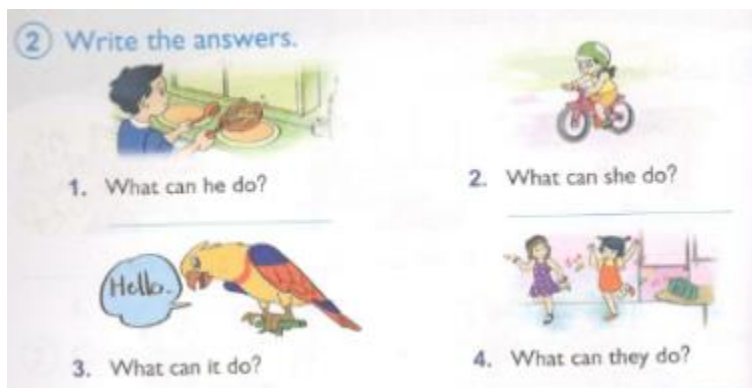 2 Write the answers.
1. What can he do?
2. What can she do?
Hello.
3. What can it do?
4. What can they do?